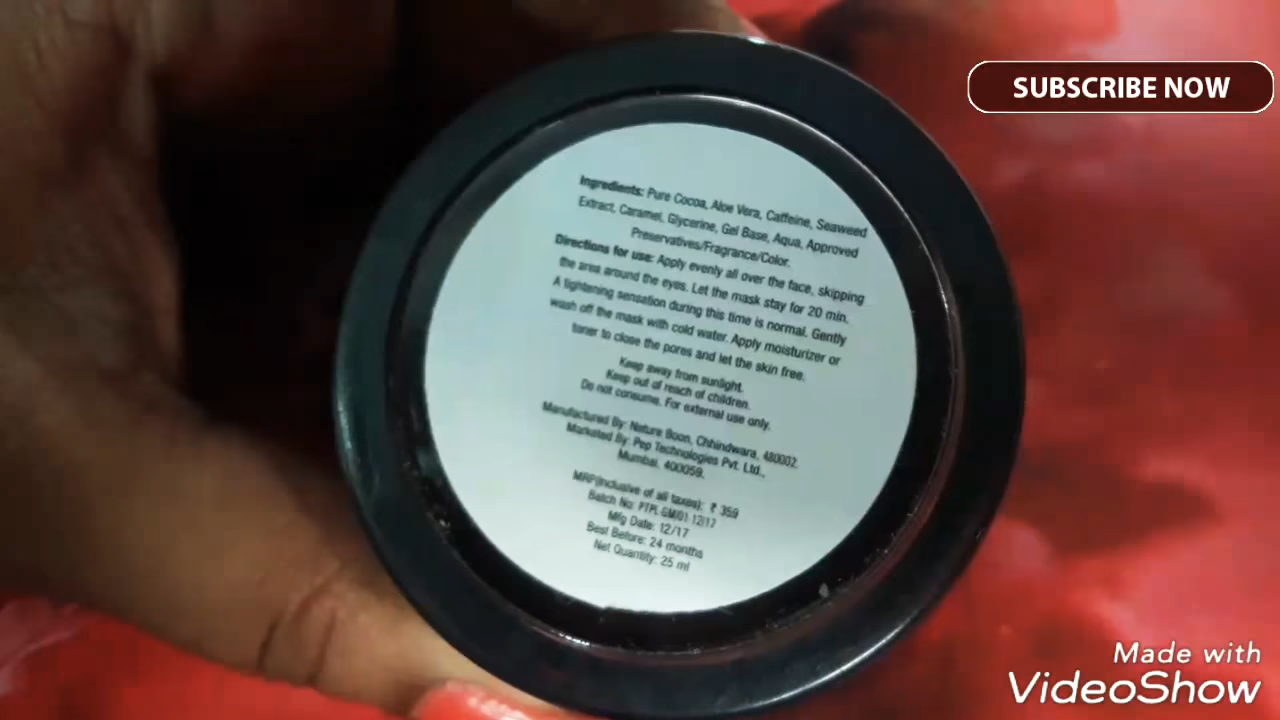 SUBSCRIBE NOW
Ingredients: Pure Cocoa, Aloe Vera, Caffeine, Seaweed
Extract, Caramel, Glycerine, Gel Base, Aqua, Approved
Preservatives/Fragrance/Color.
Directions for use: Apply evenly all over the face, skipping
the area around the eyes. Let the mask stay for 20 min.
A tightening sensation during this time is normal. Gently
wash off the mask with cold water. Apply moisturizer or
toner to close the pores and let the skin free.
Keep away from sunlight.
Keep out of reach of children.
Do not consume. For external use only.
Manufactured By: Nature Boon, Chhindwara, 480002.
Marketed By: Pep Technologies Pvt. Ltd.,
Mumbai, 400059.
MRP(Inclusive of all taxes): ₹ 359
Batch No: PTPL-GM/01-12/17
Mfg Date: 12/17
Best Before: 24 months
Net Quantity: 25 ml
Made with
VideoShow